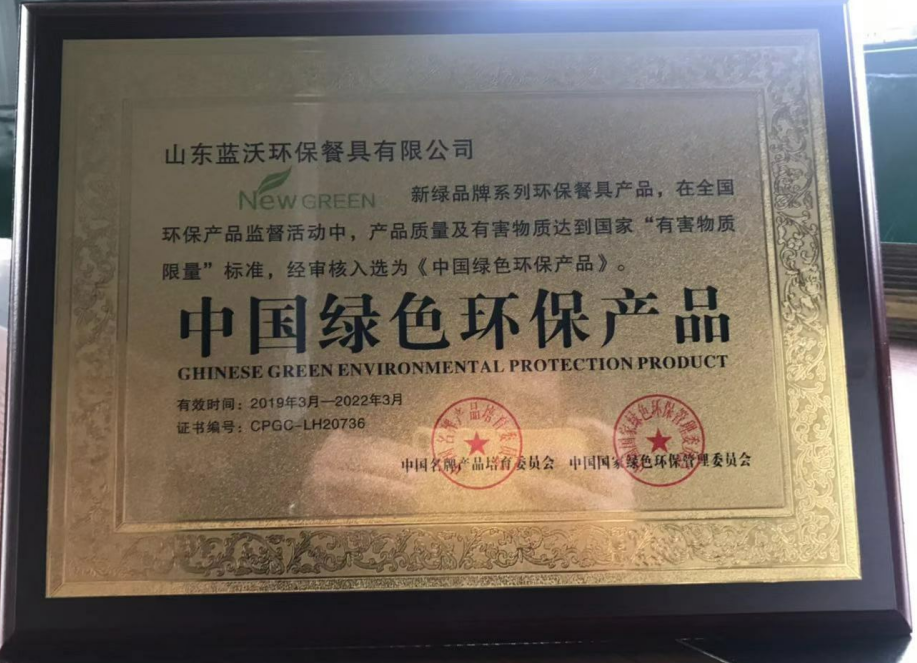 山东蓝沃环保餐具有限公司
New GREEN 新绿品牌系列环保餐具产品，在全国
环保产品监督活动中，产品质量及有害物质达到国家“有害物质
限量”标准，经审核入选为《中国绿色环保产品》。
中国绿色环保产品
GHINESE GREEN ENVIRONMENTAL PROTECTION PRODUCT
有效时间：2019年3月—2022年3月
证书编号：CPGC-LH20736
中国名牌产品培育委员会 中国国家绿色环保管理委员会